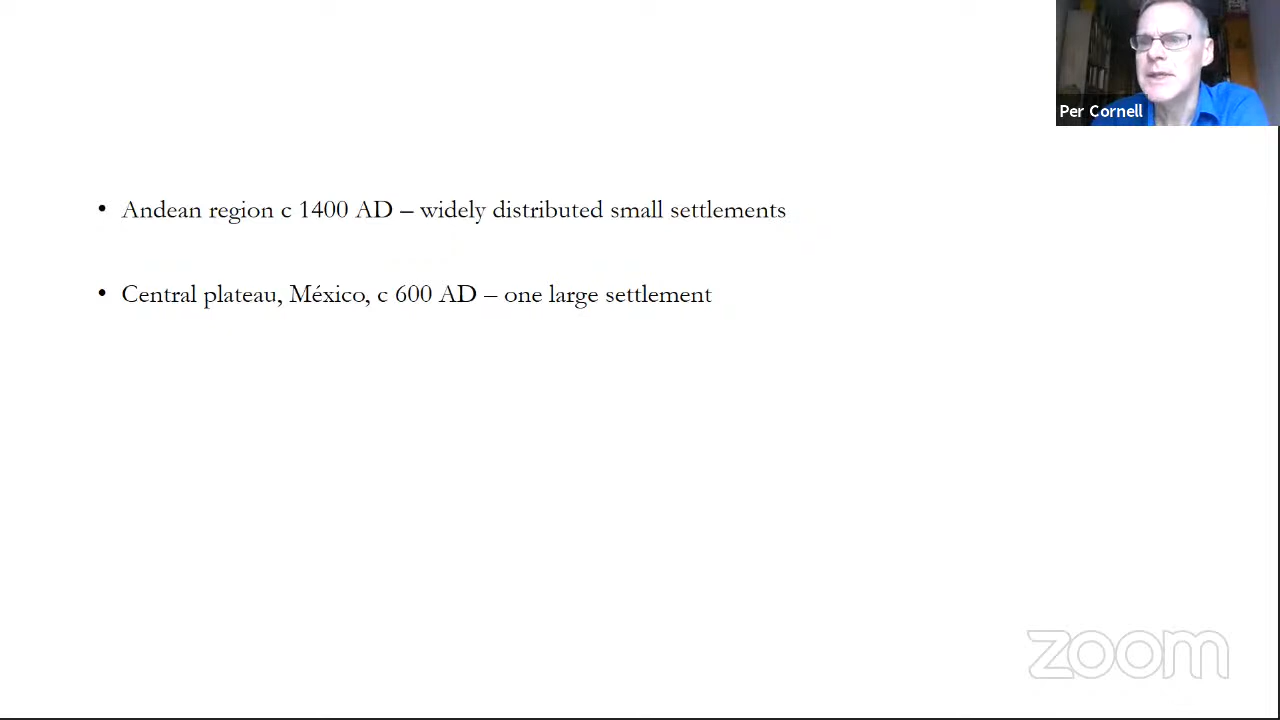 Per Cornell
• Andean region c 1400 AD – widely distributed small settlements
• Central plateau, México, c 600 AD – one large settlement
zoom